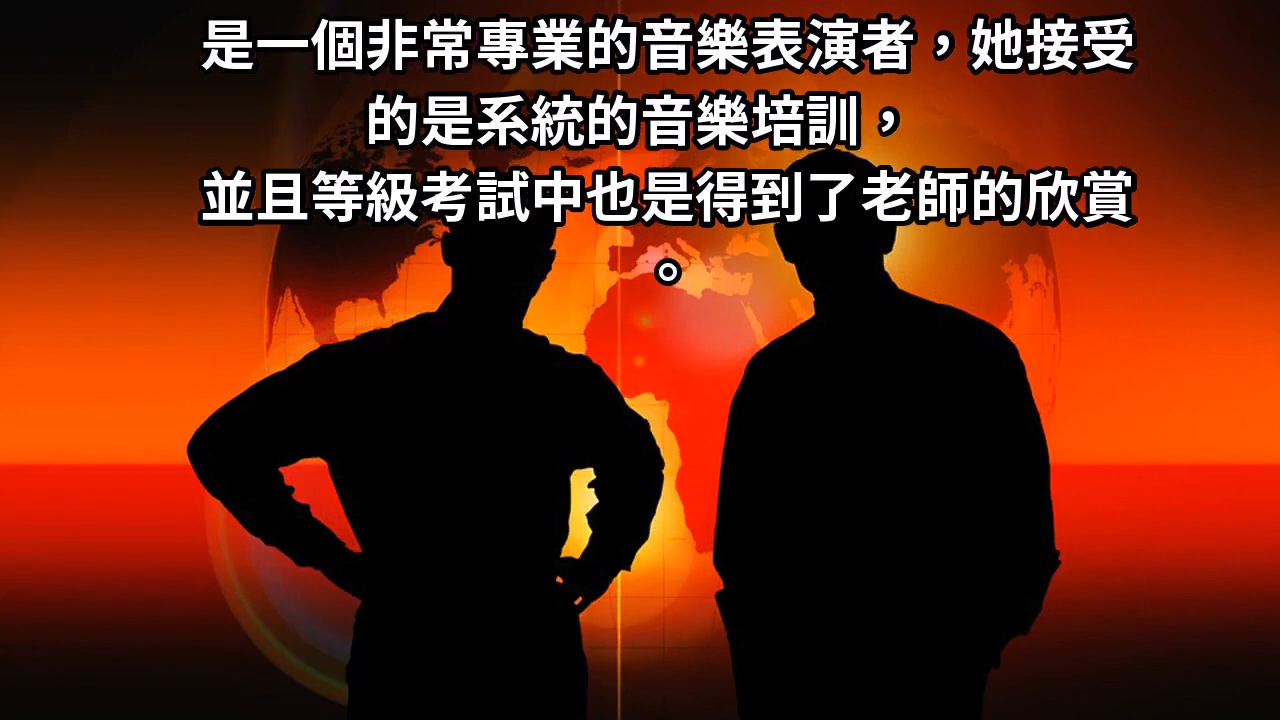 是一個非常專業的音樂表演者，她接受
的是系統的音樂培訓，
並且等級考試中也是得到了老師的欣賞
。